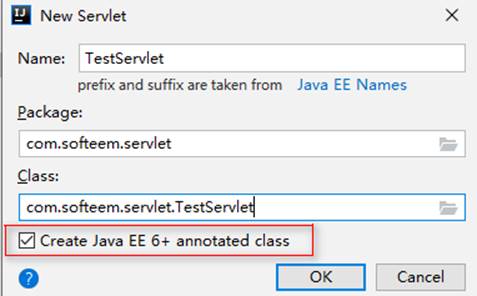 New Servlet
Name: TestServlet
prefix and suffix are taken from Java EE Names
Package:
com.softeem.servlet
Class:
com.softeem.servlet.TestServlet
Create Java EE 6+ annotated class
? OK Cancel